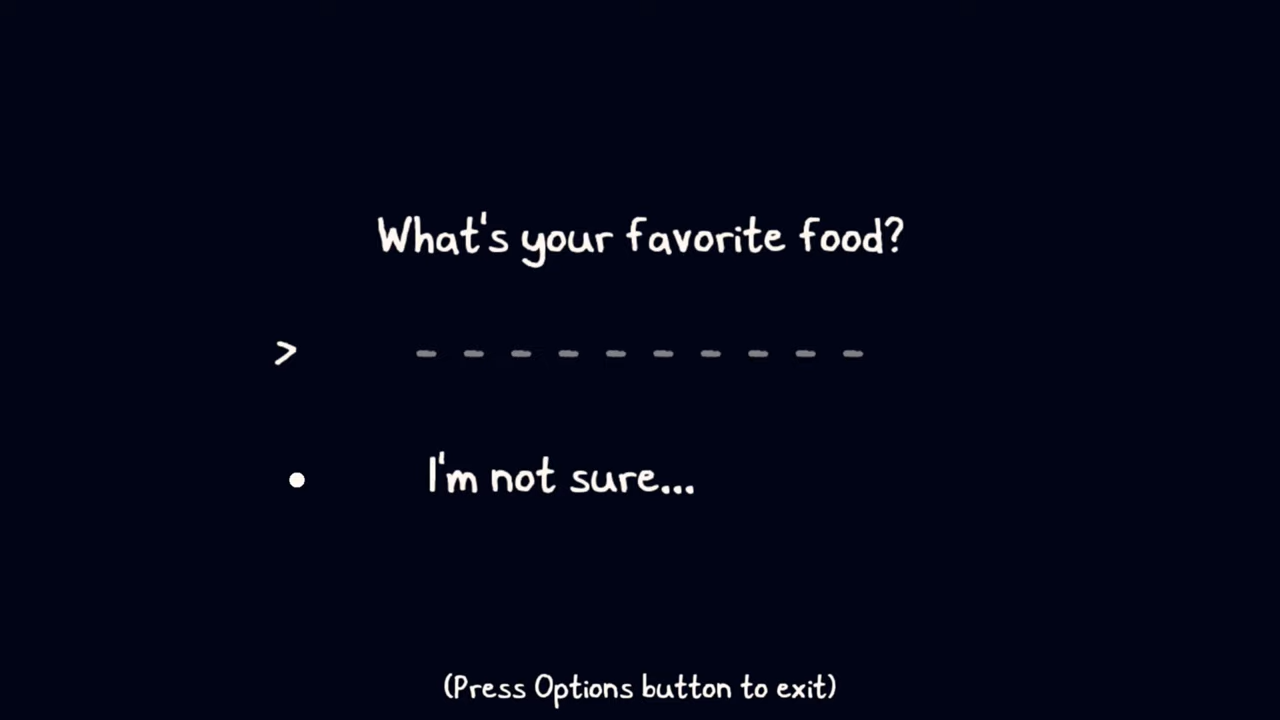 What's your favorite food?
> _ _ _ _ _ _ _ _ _ _
• I'm not sure...
(Press Options button to exit)